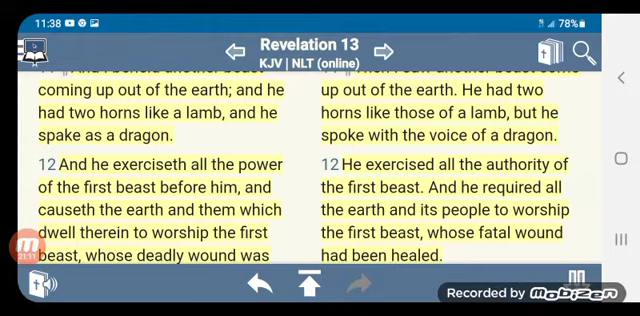 11:38
78%
Revelation 13
KJV | NLT (online)
coming up out of the earth; and he
had two horns like a lamb, and he
spake as a dragon.
12 And he exerciseth all the power
of the first beast before him, and
causeth the earth and them which
dwell therein to worship the first
beast, whose deadly wound was
up out of the earth. He had two
horns like those of a lamb, but he
spoke with the voice of a dragon.
12 He exercised all the authority of
the first beast. And he required all
the earth and its people to worship
the first beast, whose fatal wound
had been healed.
21:11
Recorded by Mobizen